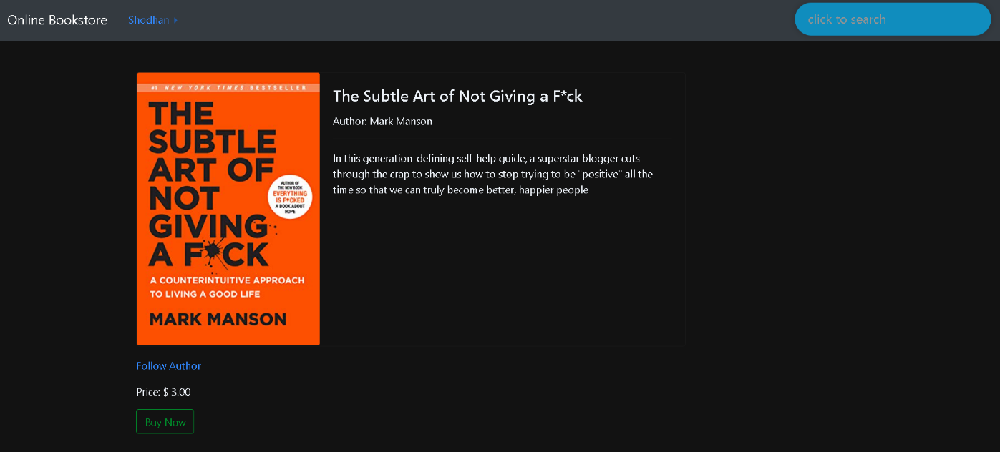 Online Bookstore
Shodhan
click to search
#1 NEW YORK TIMES BESTSELLER
THE
SUBTLE
ART OF
NOT
GIVING
A F*CK
AUTHOR OF
THE NEW BOOK
EVERYTHING
IS F*CKED
A BOOK ABOUT
HOPE
A COUNTERINTUITIVE APPROACH
TO LIVING A GOOD LIFE
MARK MANSON
The Subtle Art of Not Giving a F*ck
Author: Mark Manson
In this generation-defining self-help guide, a superstar blogger cuts
through the crap to show us how to stop trying to be "positive" all the
time so that we can truly become better, happier people
Follow Author
Price: $ 3.00
Buy Now